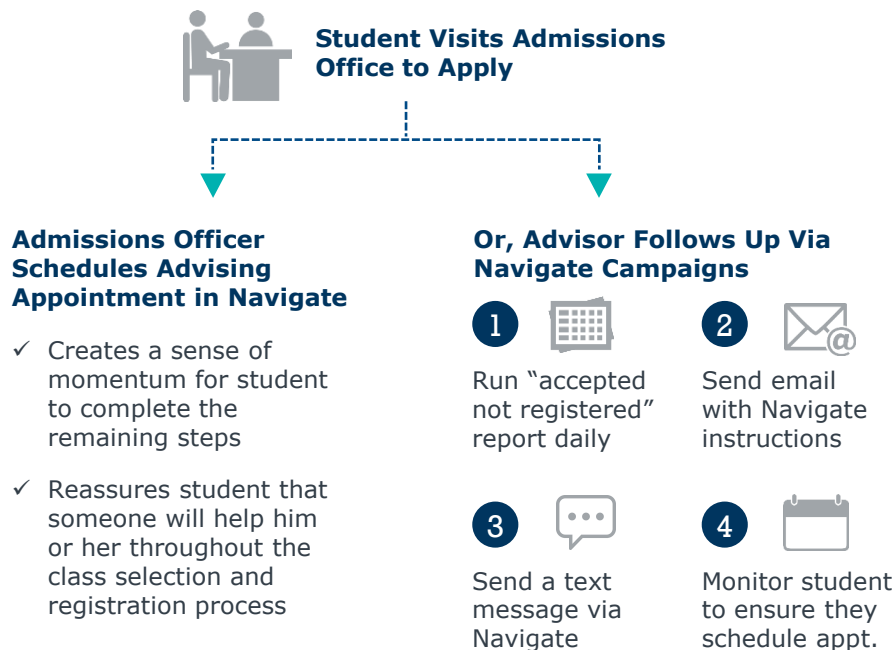 Student Visits Admissions
Office to Apply
Admissions Officer
Schedules Advising
Appointment in Navigate
✓ Creates a sense of
momentum for student
to complete the
remaining steps
✓ Reassures student that
someone will help him
or her throughout the
class selection and
registration process
Or, Advisor Follows Up Via
Navigate Campaigns
1
Run “accepted
not registered”
report daily
2
@
Send email
with Navigate
instructions
3
Send a text
message via
Navigate
4
Monitor student
to ensure they
schedule appt.